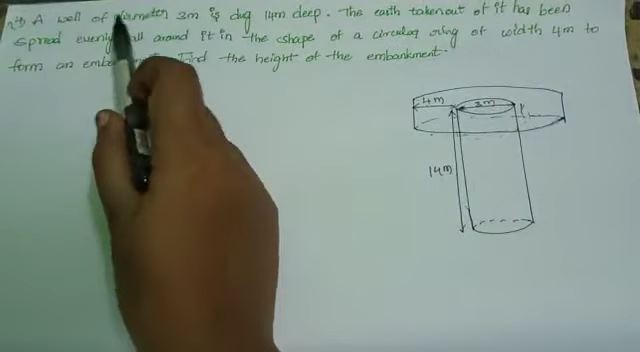 A well of diameter 3m is dug 14m deep. The earth taken out of it has been
spread evenly all around it in the shape of a circular ring of width 4m to
form an Find the height of the embankment.
4m 3m
14m